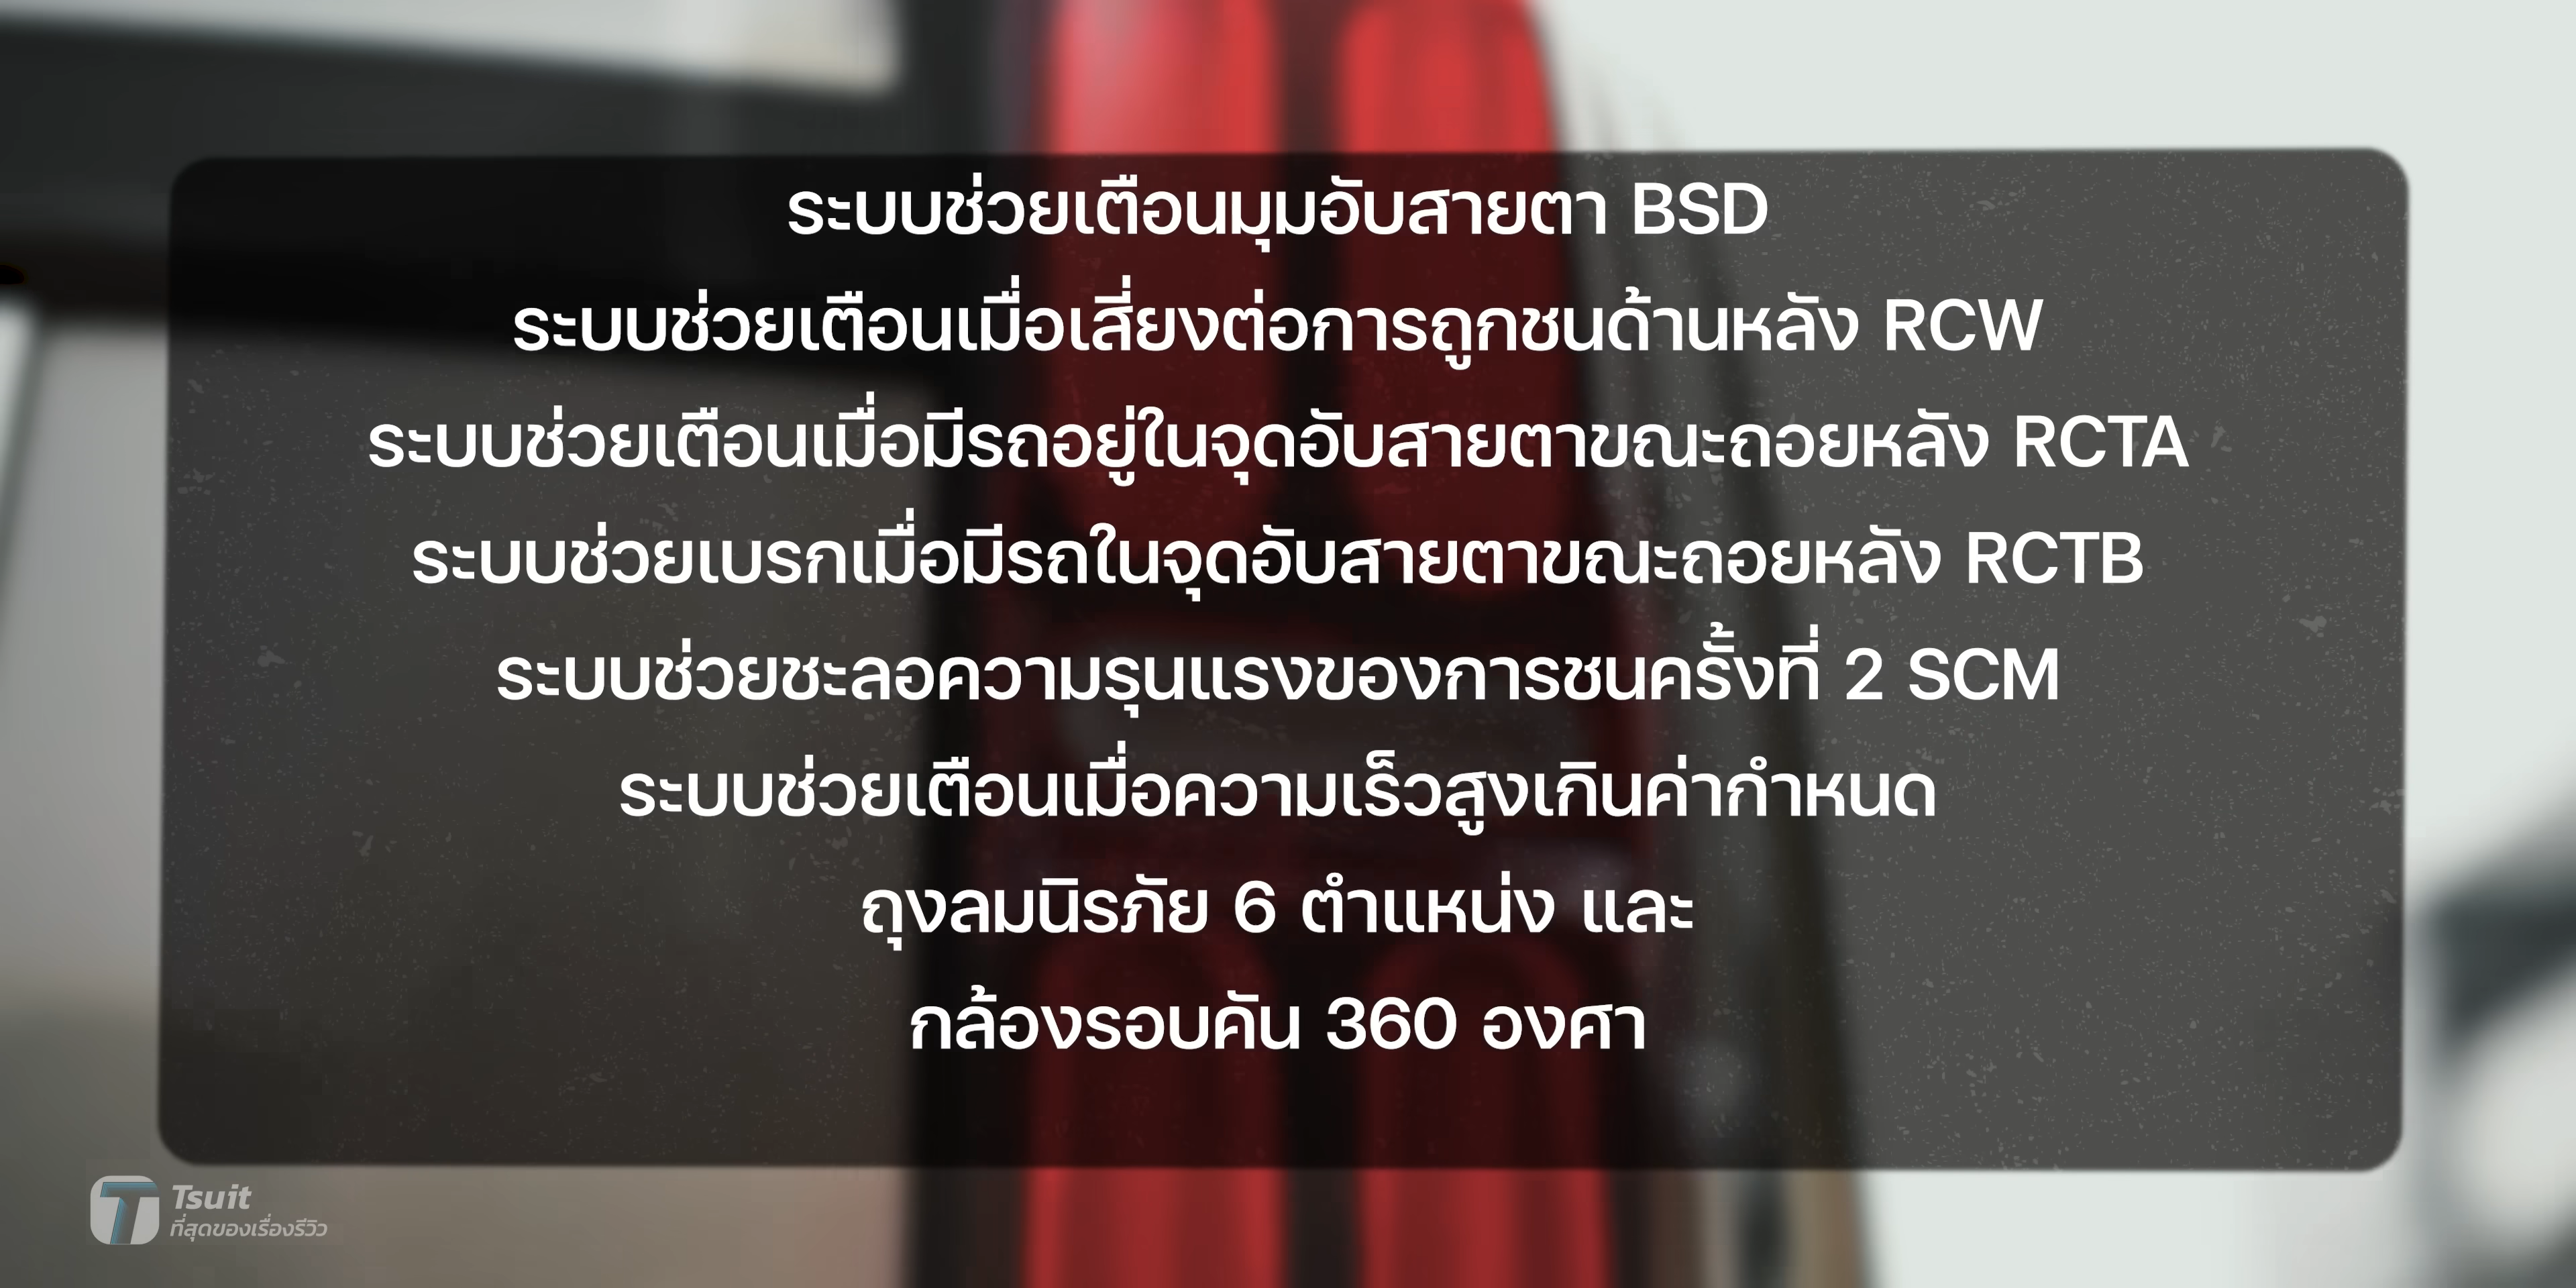 ระบบช่วยเตือนมุมอับสายตา BSD
ระบบช่วยเตือนเมื่อเสี่ยงต่อการถูกชนด้านหลัง RCW
ระบบช่วยเตือนเมื่อมีรถอยู่ในจุดอับสายตาขณะถอยหลัง RCTA
ระบบช่วยเบรกเมื่อมีรถในจุดอับสายตาขณะถอยหลัง RCTB
ระบบช่วยชะลอความรุนแรงของการชนครั้งที่ 2 SCM
ระบบช่วยเตือนเมื่อความเร็วสูงเกินค่ากำหนด
ถุงลมนิรภัย 6 ตำแหน่ง และ
กล้องรอบคัน 360 องศา
Tsuit
ที่สุดของเรื่องรีวิว